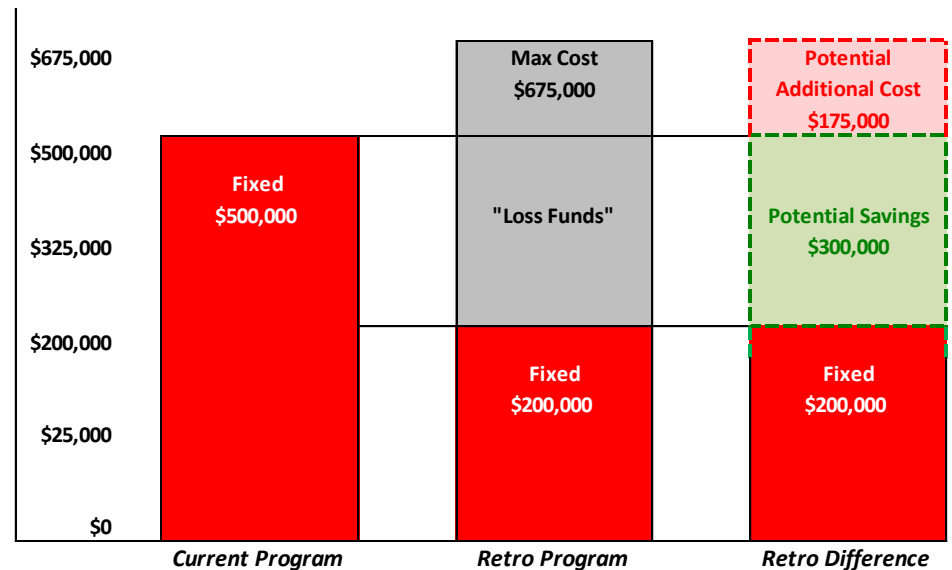 $675,000
$500,000
$325,000
$200,000
$25,000
$0
Fixed
$500,000
Max Cost
$675,000
"Loss Funds"
Fixed
$200,000
Potential
Additional Cost
$175,000
Potential Savings
$300,000
Fixed
$200,000
Current Program
Retro Program
Retro Difference